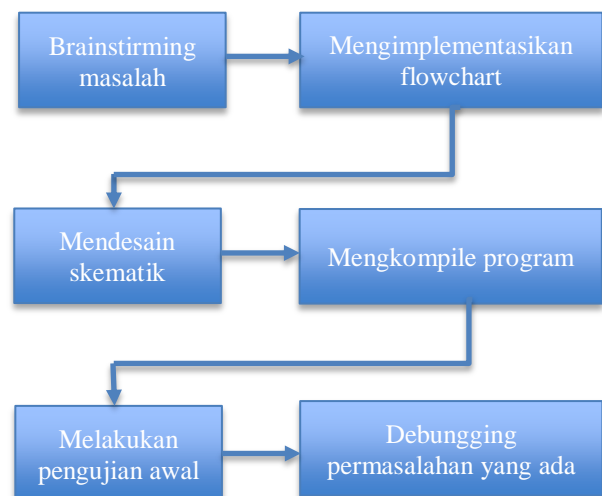 Brainstirming
masalah
Mengimplementasikan
flowchart
Mendesain
skematik
Mengkompile program
Melakukan
pengujian awal
Debungging
permasalahan yang ada